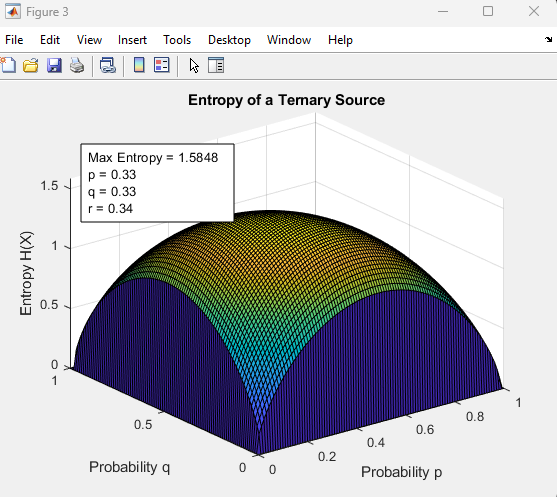 Figure 3
File Edit View Insert Tools Desktop Window Help
Entropy of a Ternary Source
Max Entropy = 1.5848
p = 0.33
q = 0.33
r = 0.34
1.5
1
0.5
0
Entropy H(X)
1
0.5
0
Probability q
0
0.2
0.4
0.6
0.8
1
Probability p